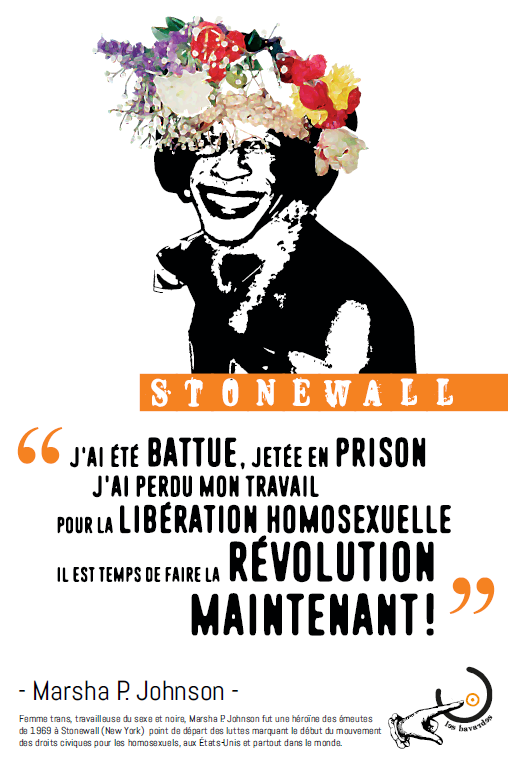 STONEWALL
“ J'AI ÉTÉ BATTUE, JETÉE EN PRISON
J'AI PERDU MON TRAVAIL
POUR LA LIBÉRATION HOMOSEXUELLE
IL EST TEMPS DE FAIRE LA RÉVOLUTION
MAINTENANT! ”
- Marsha P. Johnson -
Femme trans, travailleuse du sexe et noire, Marsha P. Johnson fut une héroïne des émeutes
de 1969 à Stonewall (New York) point de départ des luttes marquant le début du mouvement
des droits civiques pour les homosexuels, aux États-Unis et partout dans le monde.
les bavardes